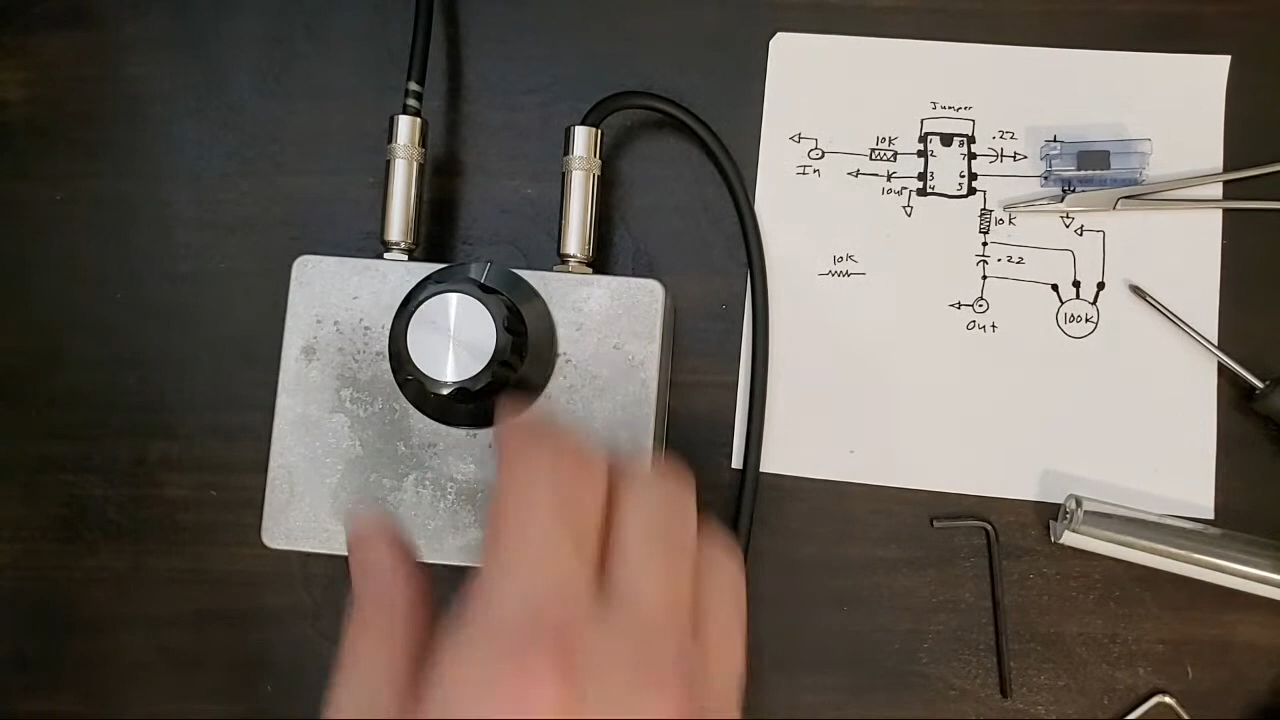 Jumper
10K
.22
In
1 8
2 7
3 6
4 5
10uF
10K
10K
.22
100K
Out